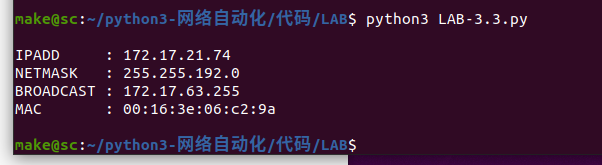 make@sc:~/python3-网络自动化/代码/LAB$ python3 LAB-3.3.py
IPADD     : 172.17.21.74
NETMASK   : 255.255.192.0
BROADCAST : 172.17.63.255
MAC       : 00:16:3e:06:c2:9a
make@sc:~/python3-网络自动化/代码/LAB$